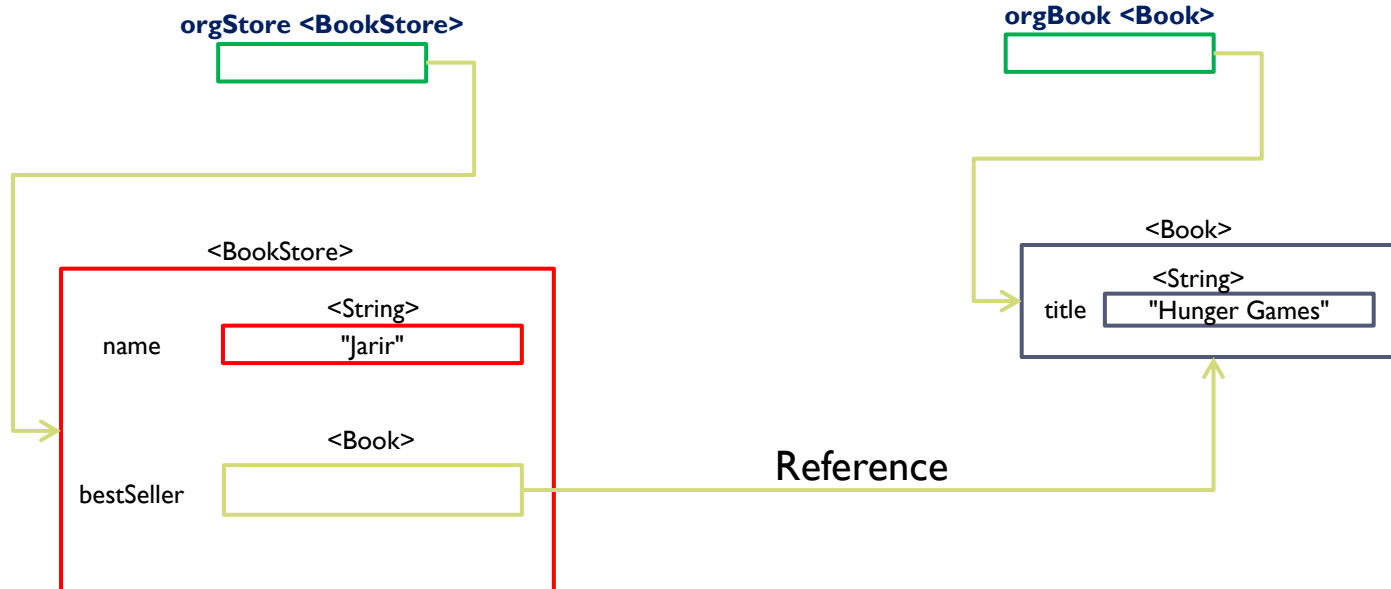 orgStore <BookStore>
orgBook <Book>
<BookStore>
<String>
name
"Jarir"
<Book>
bestSeller
Reference
<Book>
<String>
title
"Hunger Games"